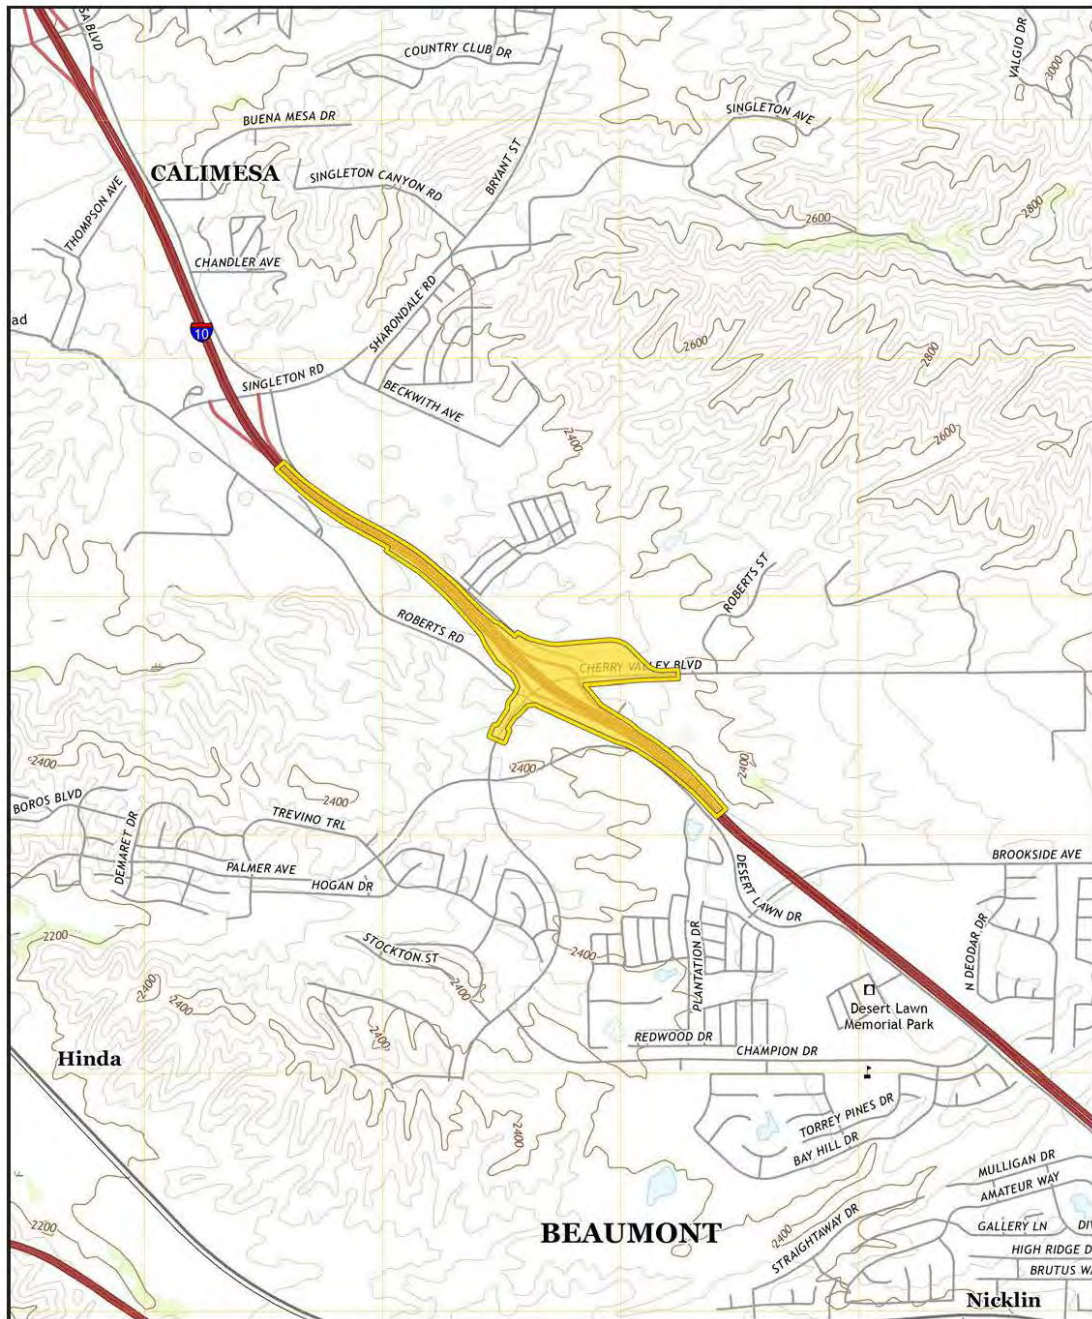 SA BLVD
COUNTRY CLUB DR
VALGIO DR
3000
BUENA MESA DR
SINGLETON AVE
CALIMESA
SINGLETON CANYON RD
BRYANT ST
THOMPSON AVE
2600
2800
CHANDLER AVE
ad
10
SHARONDALE RD
2600
2800
SINGLETON RD
BECKWITH AVE
2400
2600
ROBERTS ST
ROBERTS RD
CHERRY VALLEY BLVD
2400
2400
2400
2400
BOROS BLVD
DEMARET DR
TREVINO TRL
PALMER AVE
HOGAN DR
DESERT LAWN DR
BROOKSIDE AVE
2200
STOCKTON ST
2400
PLANTATION DR
N DEODAR DR
2400
2400
2400
2400
Desert Lawn
Memorial Park
REDWOOD DR
CHAMPION DR
Hinda
TORREY PINES DR
BAY HILL DR
2400
MULLIGAN DR
AMATEUR WAY
2200
BEAUMONT
2400
STRAIGHTAWAY DR
GALLERY LN
DI
HIGH RIDGE D
BRUTUS WA
Nicklin